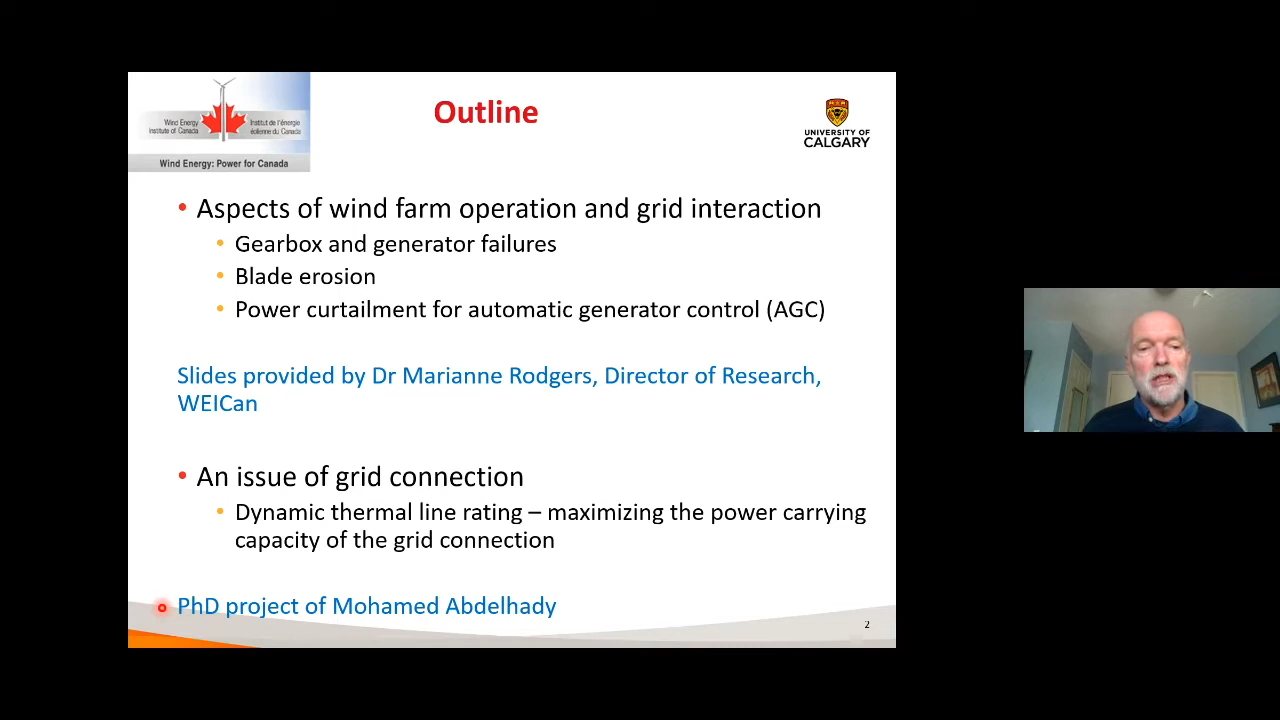 Wind Energy
Institute of Canada
Institut de l'énergie
éolienne du Canada
Wind Energy: Power for Canada
Outline
UNIVERSITY OF
CALGARY
• Aspects of wind farm operation and grid interaction
• Gearbox and generator failures
• Blade erosion
• Power curtailment for automatic generator control (AGC)
Slides provided by Dr Marianne Rodgers, Director of Research,
WEICan
• An issue of grid connection
• Dynamic thermal line rating – maximizing the power carrying
capacity of the grid connection
PhD project of Mohamed Abdelhady
2